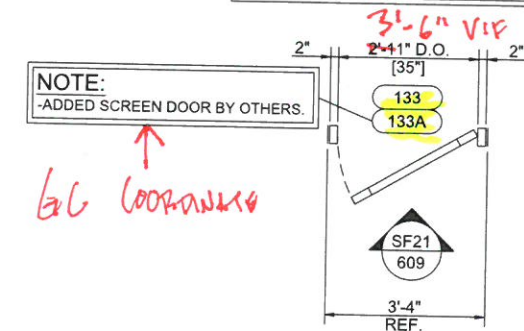 3'-6" VIF
2" 2'-11" D.O. 2"
[35"]
NOTE:
-ADDED SCREEN DOOR BY OTHERS.
133
133A
GC COORDINATE
SF21
609
3'-4"
REF.